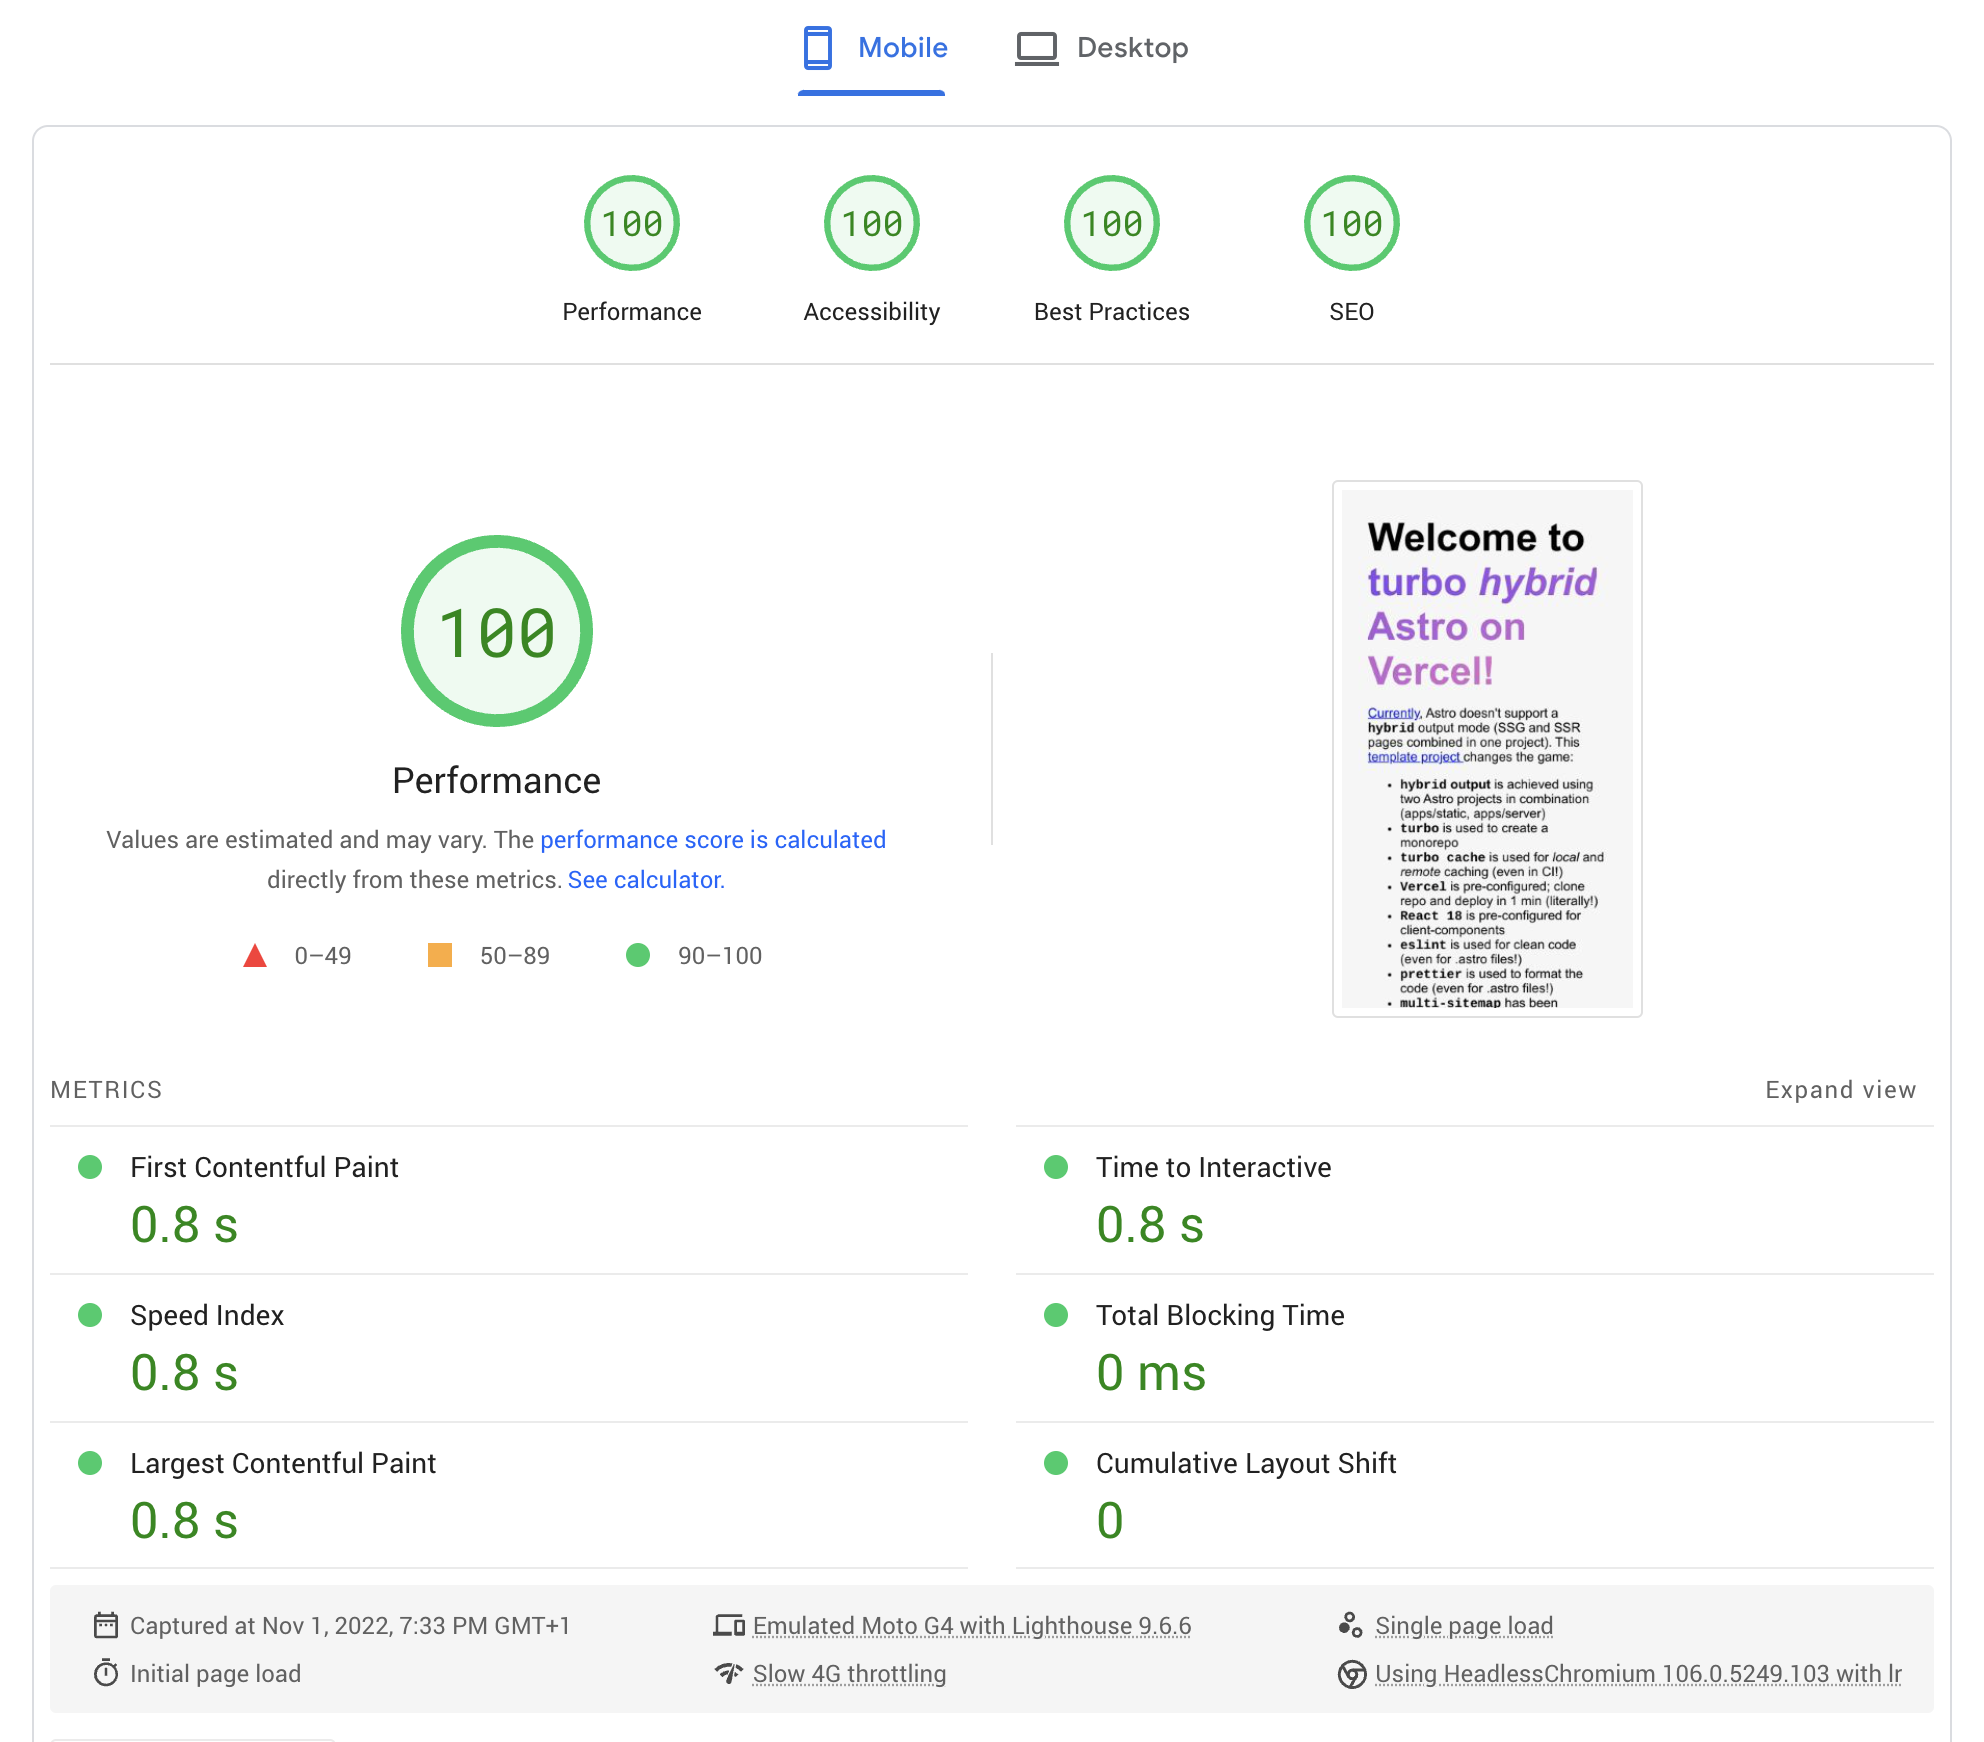 Mobile
Desktop
100
100
100
100
Performance
Accessibility
Best Practices
SEO
100
Performance
Values are estimated and may vary. The performance score is calculated
directly from these metrics. See calculator.
0–49
50–89
90–100
Welcome to
turbo hybrid
Astro on
Vercel!
Currently, Astro doesn't support a
hybrid output mode (SSG and SSR
pages combined in one project). This
template project changes the game:
• hybrid output is achieved using
two Astro projects in combination
(apps/static, apps/server)
• turbo is used to create a
monorepo
• turbo cache is used for local and
remote caching (even in CI!)
• Vercel is pre-configured; clone
repo and deploy in 1 min (literally!)
• React 18 is pre-configured for
client-components
• eslint is used for clean code
(even for .astro files!)
• prettier is used to format the
code (even for .astro files!)
• multi-sitemap has been
METRICS
Expand view
First Contentful Paint
0.8 s
Time to Interactive
0.8 s
Speed Index
0.8 s
Total Blocking Time
0 ms
Largest Contentful Paint
0.8 s
Cumulative Layout Shift
0
Captured at Nov 1, 2022, 7:33 PM GMT+1
Emulated Moto G4 with Lighthouse 9.6.6
Single page load
Initial page load
Slow 4G throttling
Using HeadlessChromium 106.0.5249.103 with lr